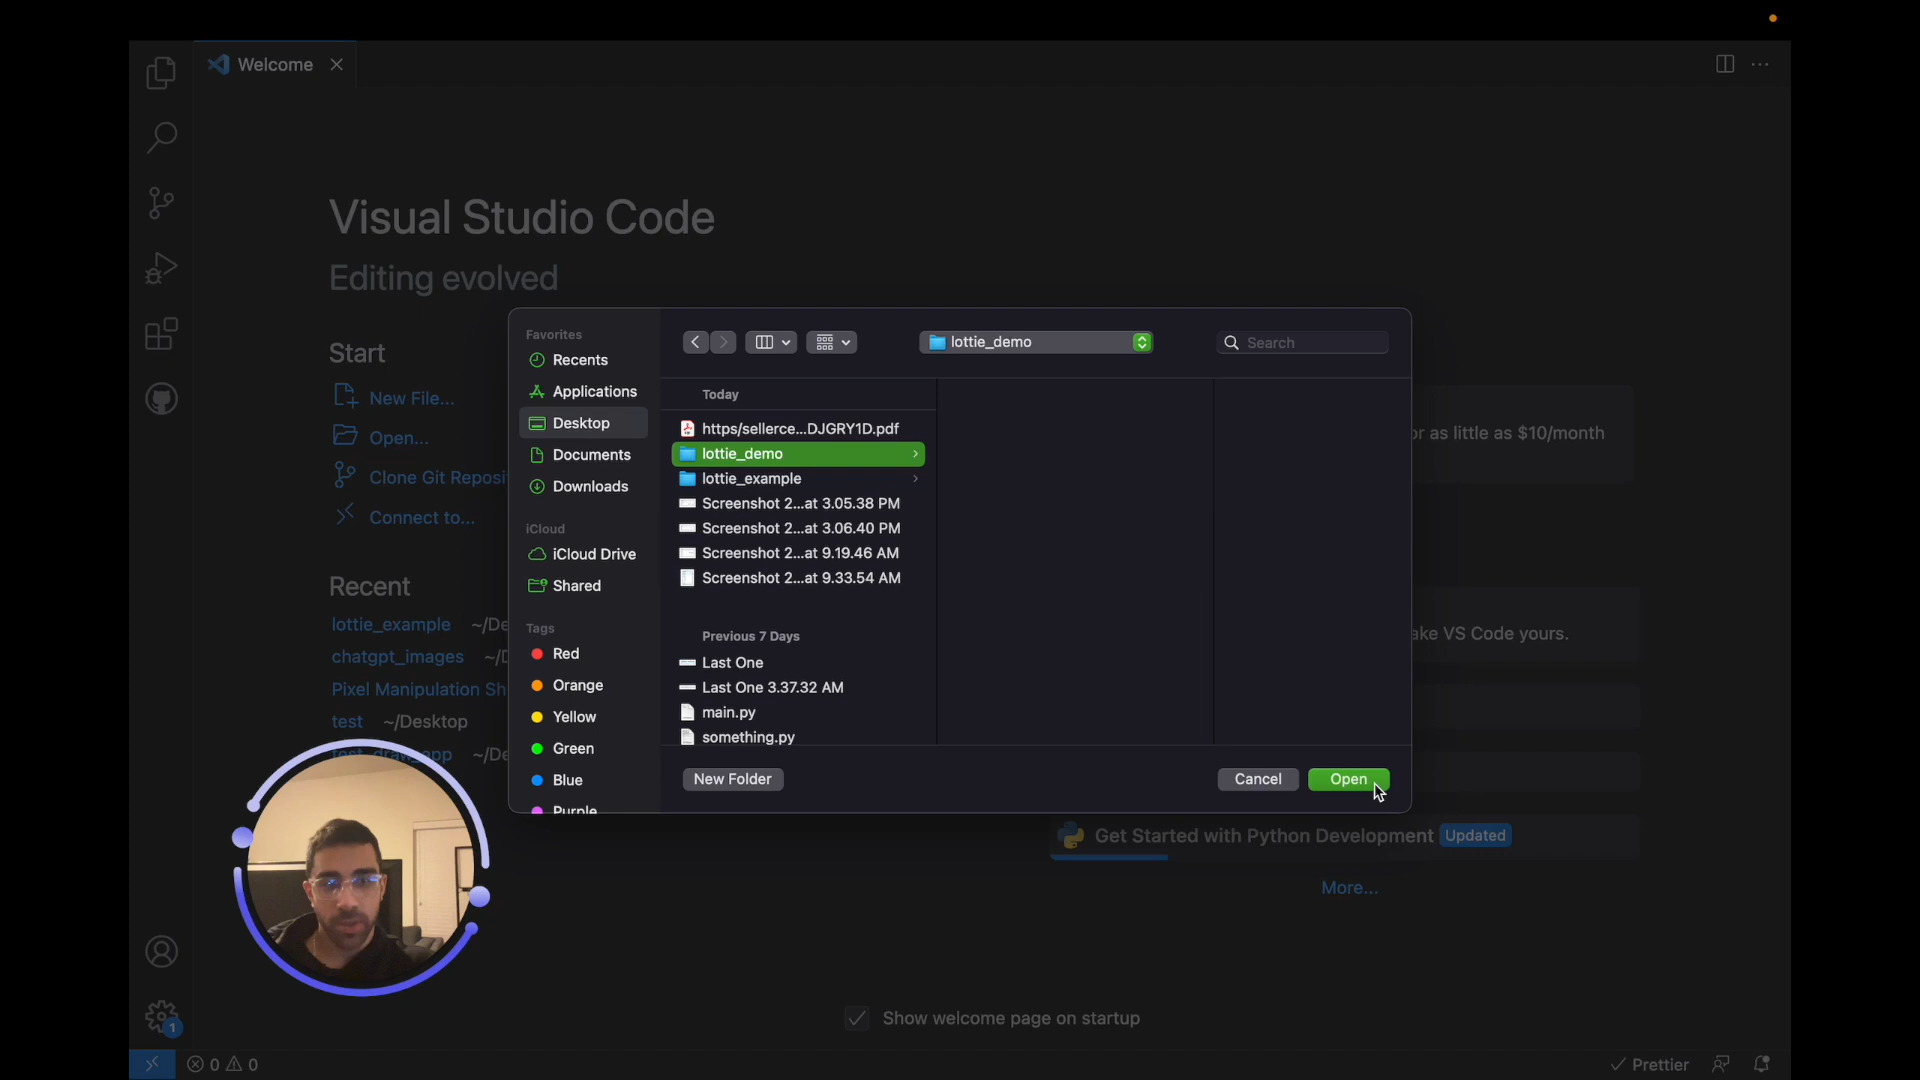 Welcome
Visual Studio Code
Editing evolved
Start
New File...
Open...
Clone Git Reposi
Connect to...
Recent
lottie_example ~/De
chatgpt_images ~/D
Pixel Manipulation Sh
test ~/Desktop
test_draw_app ~/De
Favorites
Recents
Applications
Desktop
Documents
Downloads
iCloud
iCloud Drive
Shared
Tags
Red
Orange
Yellow
Green
Blue
Purple
lottie_demo
Search
Today
https/sellerce...DJGRY1D.pdf
lottie_demo
lottie_example
Screenshot 2...at 3.05.38 PM
Screenshot 2...at 3.06.40 PM
Screenshot 2...at 9.19.46 AM
Screenshot 2...at 9.33.54 AM
Previous 7 Days
Last One
Last One 3.37.32 AM
main.py
something.py
New Folder
Cancel
Open
or as little as $10/month
ake VS Code yours.
Get Started with Python Development Updated
More...
Show welcome page on startup
1
0 0
Prettier